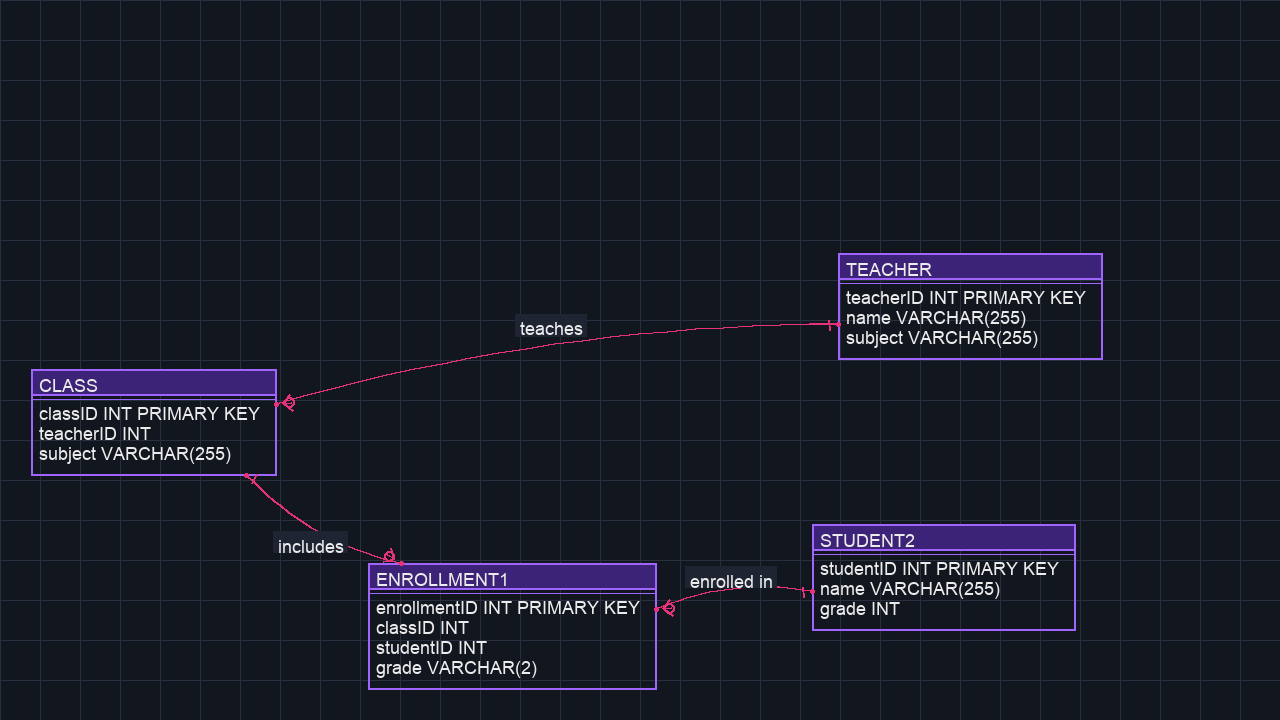 TEACHER
teacherID INT PRIMARY KEY
name VARCHAR(255)
subject VARCHAR(255)
teaches
CLASS
classID INT PRIMARY KEY
teacherID INT
subject VARCHAR(255)
includes
ENROLLMENT1
enrollmentID INT PRIMARY KEY
classID INT
studentID INT
grade VARCHAR(2)
enrolled in
STUDENT2
studentID INT PRIMARY KEY
name VARCHAR(255)
grade INT